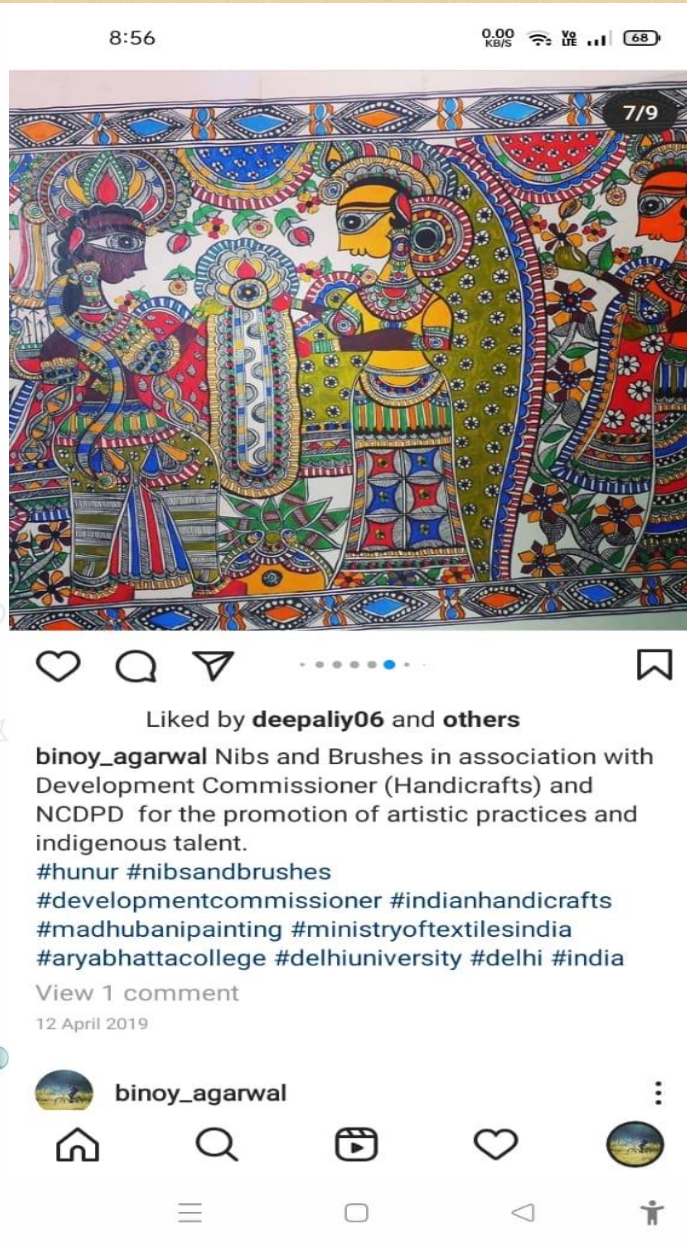 8:56
0.00
KB/S
Vo
LTE
68
7/9
Liked by deepaliy06 and others
binoy_agarwal Nibs and Brushes in association with
Development Commissioner (Handicrafts) and
NCDPD for the promotion of artistic practices and
indigenous talent.
#hunur #nibsandbrushes
#developmentcommissioner #indianhandicrafts
#madhubanipainting #ministryoftextilesindia
#aryabhattacollege #delhiuniversity #delhi #india
View 1 comment
12 April 2019
binoy_agarwal